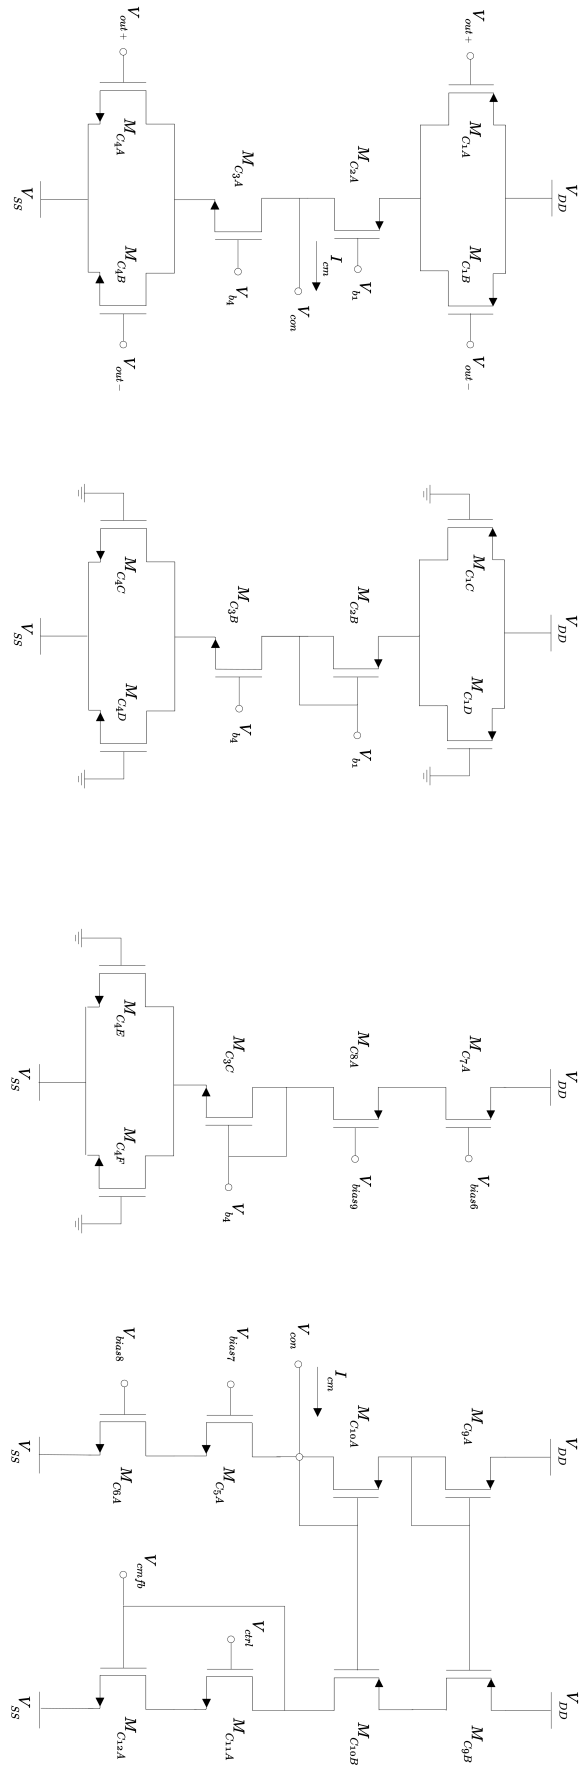 V_DD
V_out+
M_C1A
M_C1B
V_out−
M_C2A
V_b1
I_cm
V_con
M_C3A
V_b4
V_out+
M_C4A
M_C4B
V_out−
V_SS
V_DD
M_C1C
M_C1D
M_C2B
V_b1
M_C3B
V_b4
M_C4C
M_C4D
V_SS
V_DD
M_C7A
V_bias6
M_C8A
V_bias9
M_C3C
V_b4
M_C4E
M_C4F
V_SS
V_DD
V_DD
M_C9A
M_C9B
M_C10A
M_C10B
I_cm
V_con
V_bias7
M_C5A
V_ctrl
M_C11A
V_bias8
M_C6A
V_cmfb
M_C12A
V_SS
V_SS